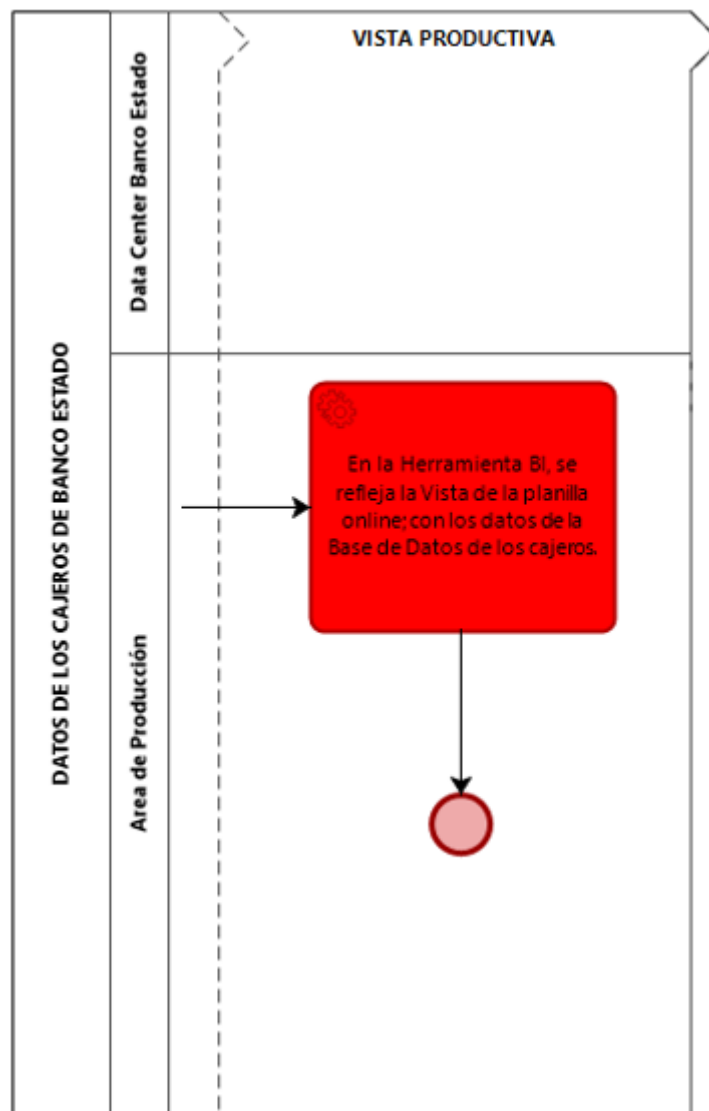 VISTA PRODUCTIVA
DATOS DE LOS CAJEROS DE BANCO ESTADO
Data Center Banco Estado
Area de Producción
En la Herramienta BI, se
refleja la Vista de la planilla
online; con los datos de la
Base de Datos de los cajeros.